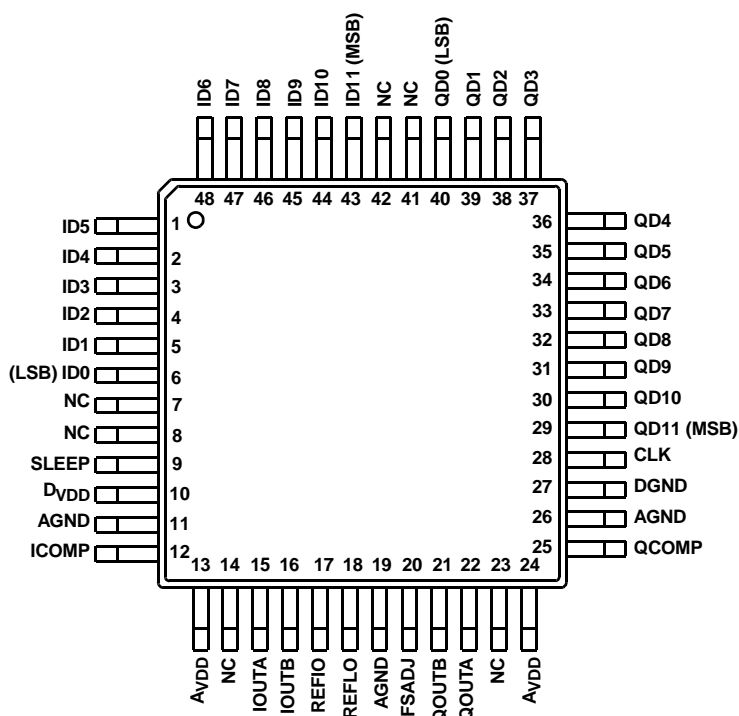 ID6
ID7
ID8
ID9
ID10
ID11 (MSB)
NC
NC
QD0 (LSB)
QD1
QD2
QD3
48 47 46 45 44 43 42 41 40 39 38 37
ID5 1
ID4 2
ID3 3
ID2 4
ID1 5
(LSB) ID0 6
NC 7
NC 8
SLEEP 9
DVDD 10
AGND 11
ICOMP 12
36 QD4
35 QD5
34 QD6
33 QD7
32 QD8
31 QD9
30 QD10
29 QD11 (MSB)
28 CLK
27 DGND
26 AGND
25 QCOMP
13 14 15 16 17 18 19 20 21 22 23 24
AVDD
NC
IOUTA
IOUTB
REFIO
REFLO
AGND
FSADJ
QOUTB
QOUTA
NC
AVDD